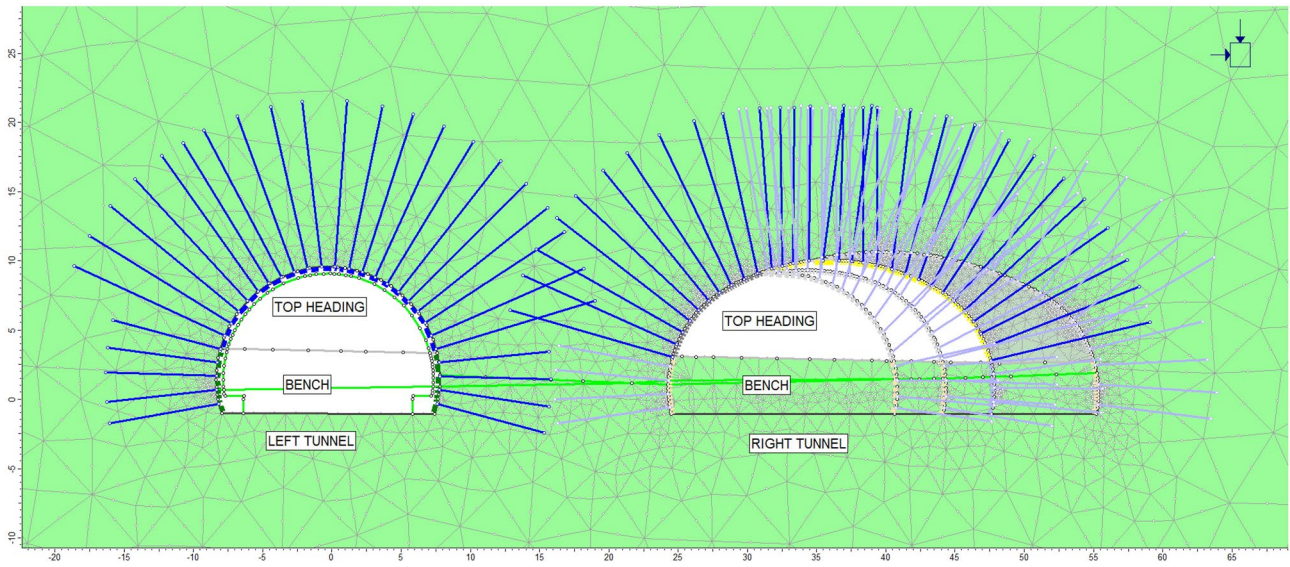 25
20
15
10
5
0
-5
-10
TOP HEADING
BENCH
LEFT TUNNEL
TOP HEADING
BENCH
RIGHT TUNNEL
-20 -15 -10 -5 0 5 10 15 20 25 30 35 40 45 50 55 60 65